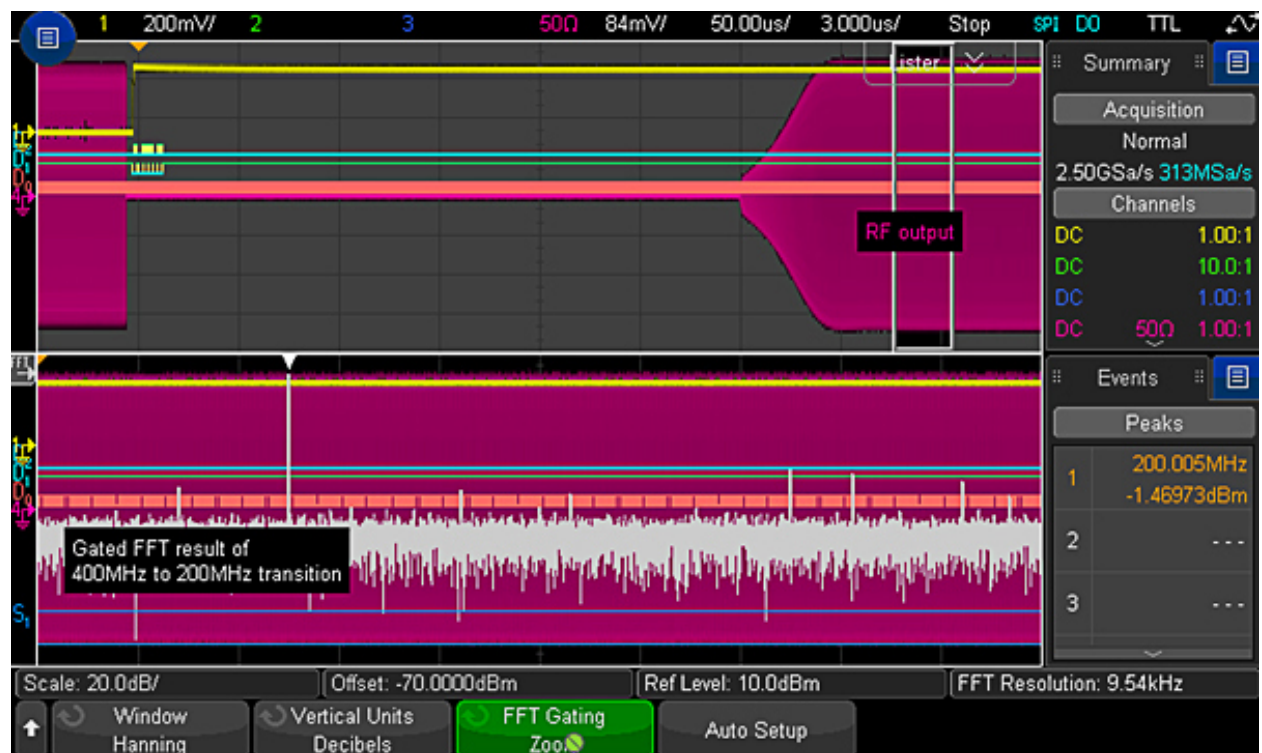 1 200mV/ 2 3 50Ω 84mV/ 50.00us/ 3.000us/ Stop SPI D0 TTL
Lister
RF output
Summary
Acquisition
Normal
2.50GSa/s 313MSa/s
Channels
DC 1.00:1
DC 10.0:1
DC 1.00:1
DC 50Ω 1.00:1
FFT
Gated FFT result of
400MHz to 200MHz transition
S1
Events
Peaks
1 200.005MHz
-1.46973dBm
2 - - -
3 - - -
Scale: 20.0dB/ Offset: -70.0000dBm Ref Level: 10.0dBm FFT Resolution: 9.54kHz
Window
Hanning
Vertical Units
Decibels
FFT Gating
Zoom
Auto Setup